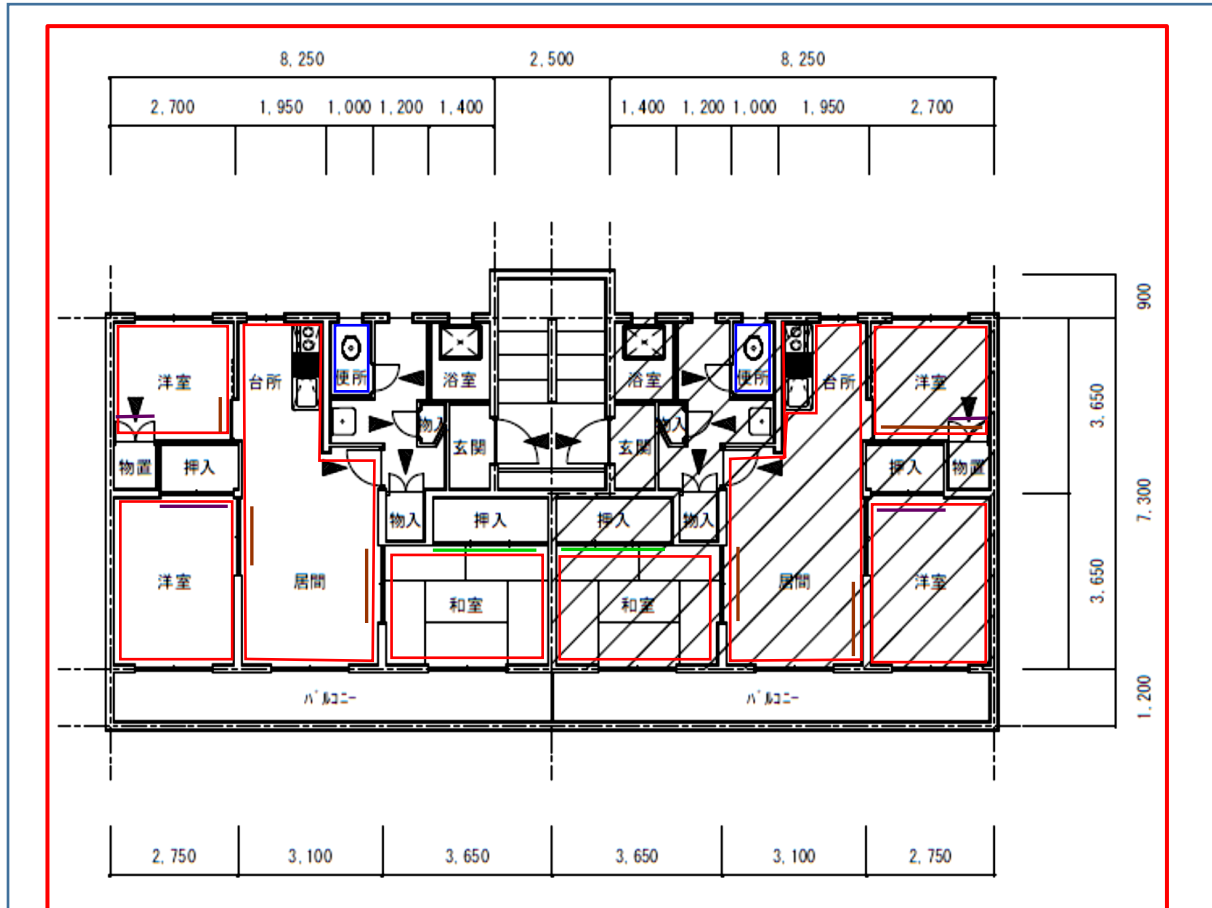 8,250 2,500 8,250
2,700 1,950 1,000 1,200 1,400 1,400 1,200 1,000 1,950 2,700
900
洋室 台所 便所 浴室 浴室 便所 台所 洋室
3,650
物入 物入
玄関 玄関
物置 押入 押入 物置
7,300
物入 押入 押入 物入
洋室 居間 和室 和室 居間 洋室
3,650
バルコニー バルコニー
1,200
2,750 3,100 3,650 3,650 3,100 2,750